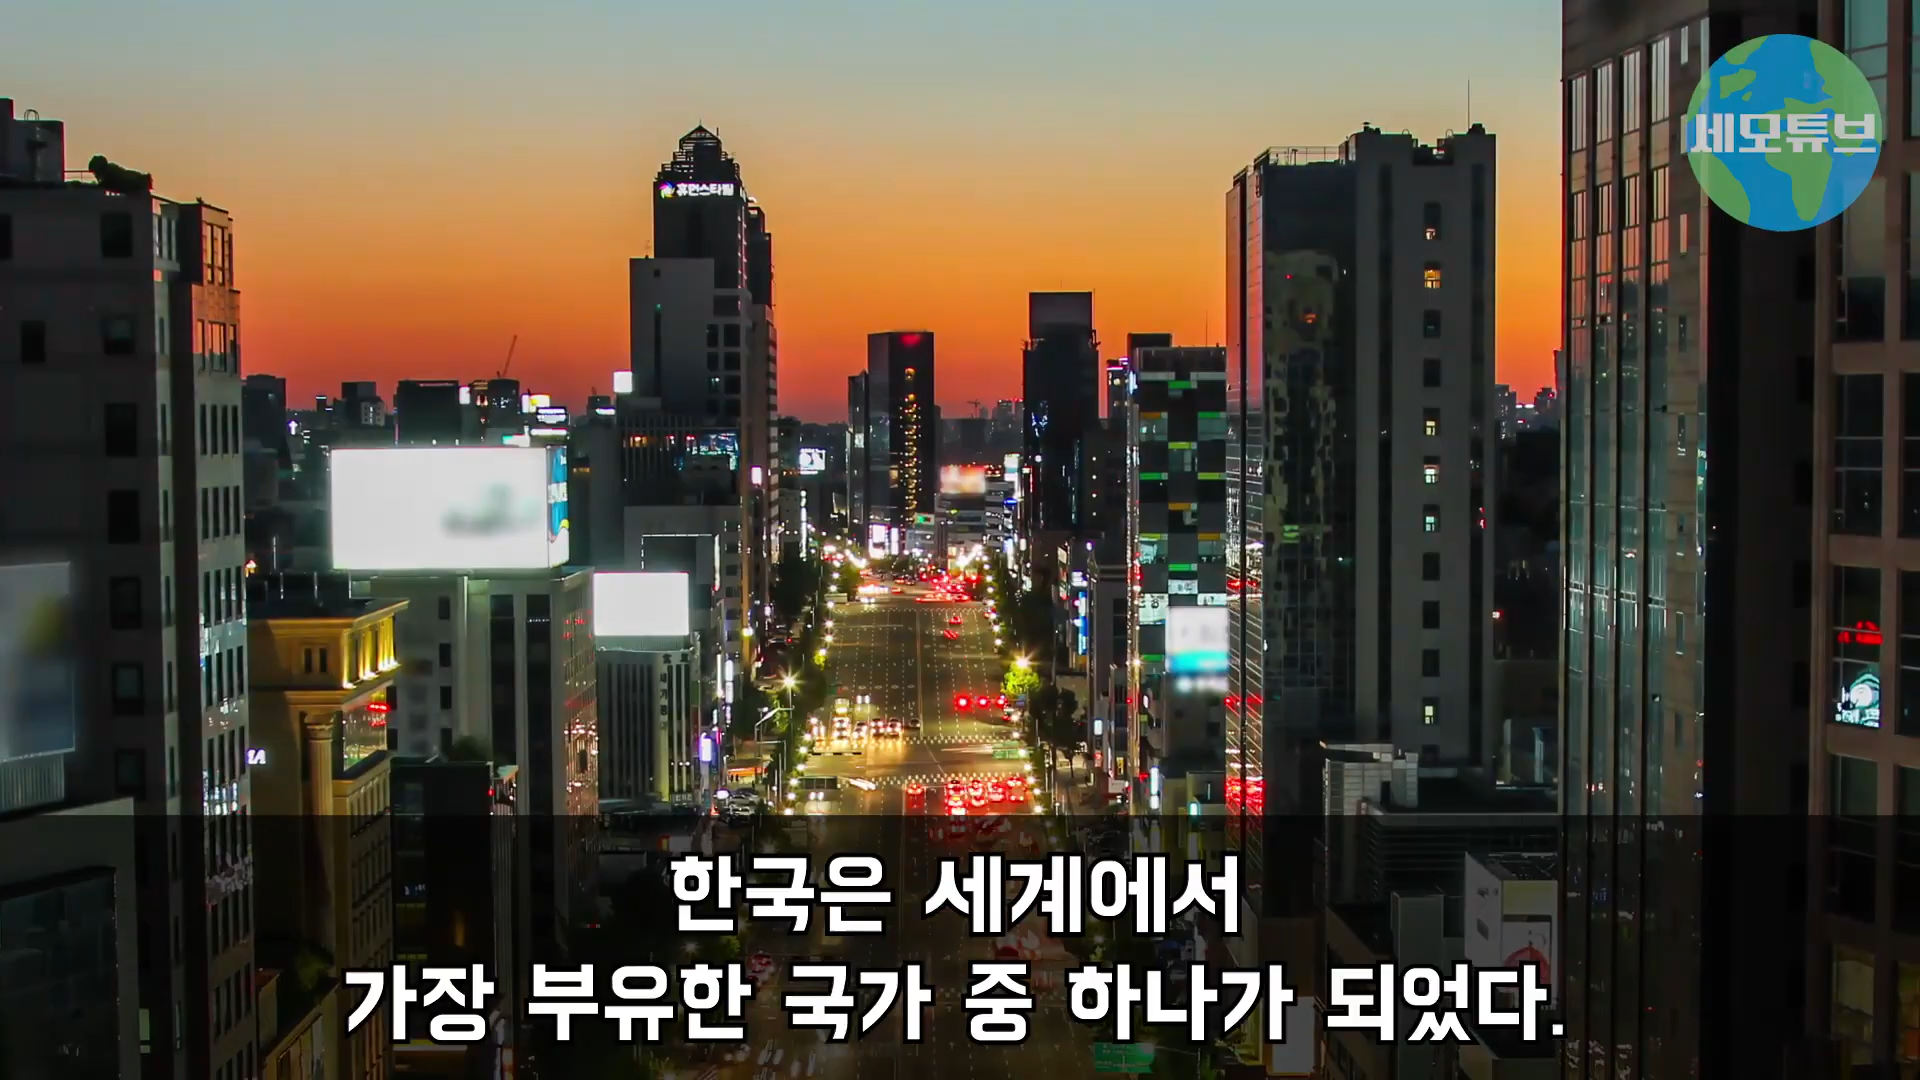 세모튜브
휴먼스타빌
한국은 세계에서
가장 부유한 국가 중 하나가 되었다.